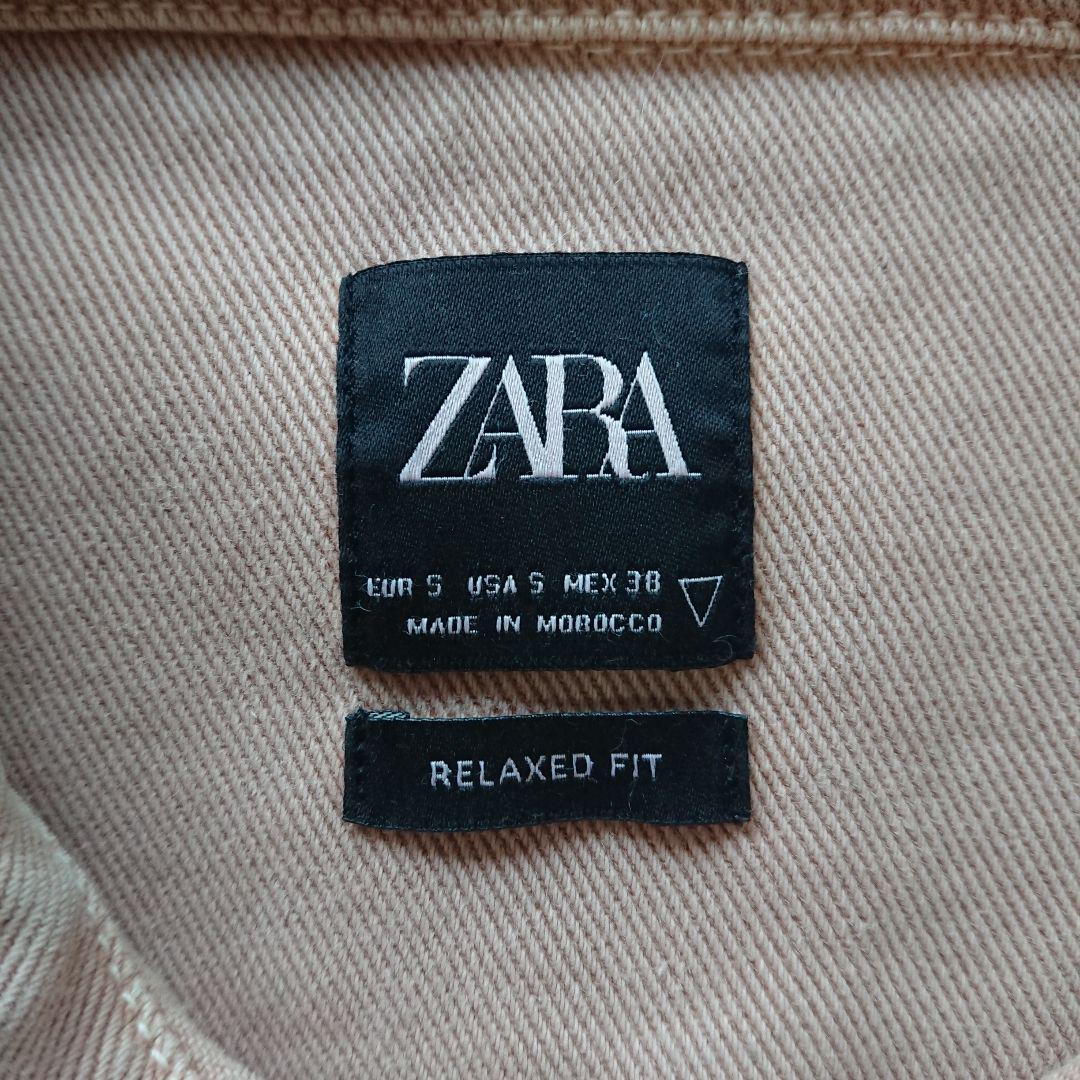 ZARA
EUR S USA S MEX 38
MADE IN MOROCCO
RELAXED FIT